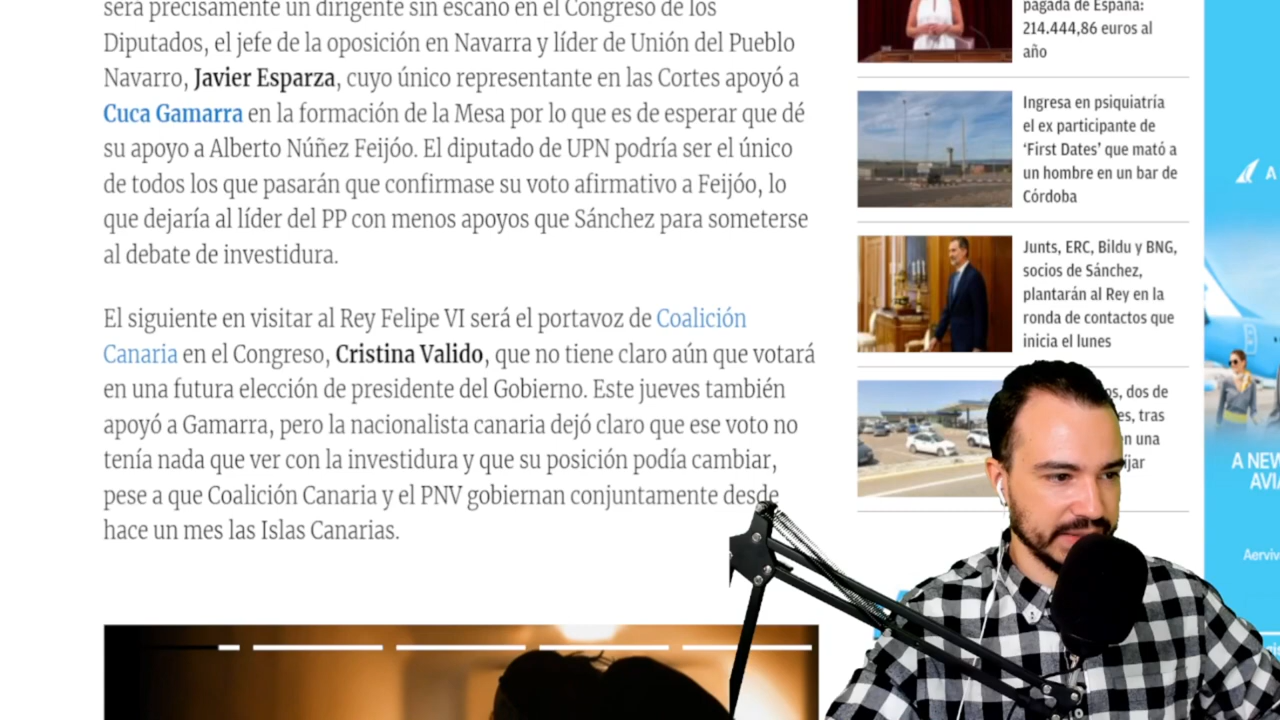 será precisamente un dirigente sin escaño en el Congreso de los
Diputados, el jefe de la oposición en Navarra y líder de Unión del Pueblo
Navarro, Javier Esparza, cuyo único representante en las Cortes apoyó a
Cuca Gamarra en la formación de la Mesa por lo que es de esperar que dé
su apoyo a Alberto Núñez Feijóo. El diputado de UPN podría ser el único
de todos los que pasarán que confirmase su voto afirmativo a Feijóo, lo
que dejaría al líder del PP con menos apoyos que Sánchez para someterse
al debate de investidura.
El siguiente en visitar al Rey Felipe VI será el portavoz de Coalición
Canaria en el Congreso, Cristina Valido, que no tiene claro aún que votará
en una futura elección de presidente del Gobierno. Este jueves también
apoyó a Gamarra, pero la nacionalista canaria dejó claro que ese voto no
tenía nada que ver con la investidura y que su posición podía cambiar,
pese a que Coalición Canaria y el PNV gobiernan conjuntamente desde
hace un mes las Islas Canarias.
pagada de España:
214.444,86 euros al
año
Ingresa en psiquiatría
el ex participante de
‘First Dates’ que mató a
un hombre en un bar de
Córdoba
Junts, ERC, Bildu y BNG,
socios de Sánchez,
plantarán al Rey en la
ronda de contactos que
inicia el lunes
dos de
tras
en una
A
A NEW